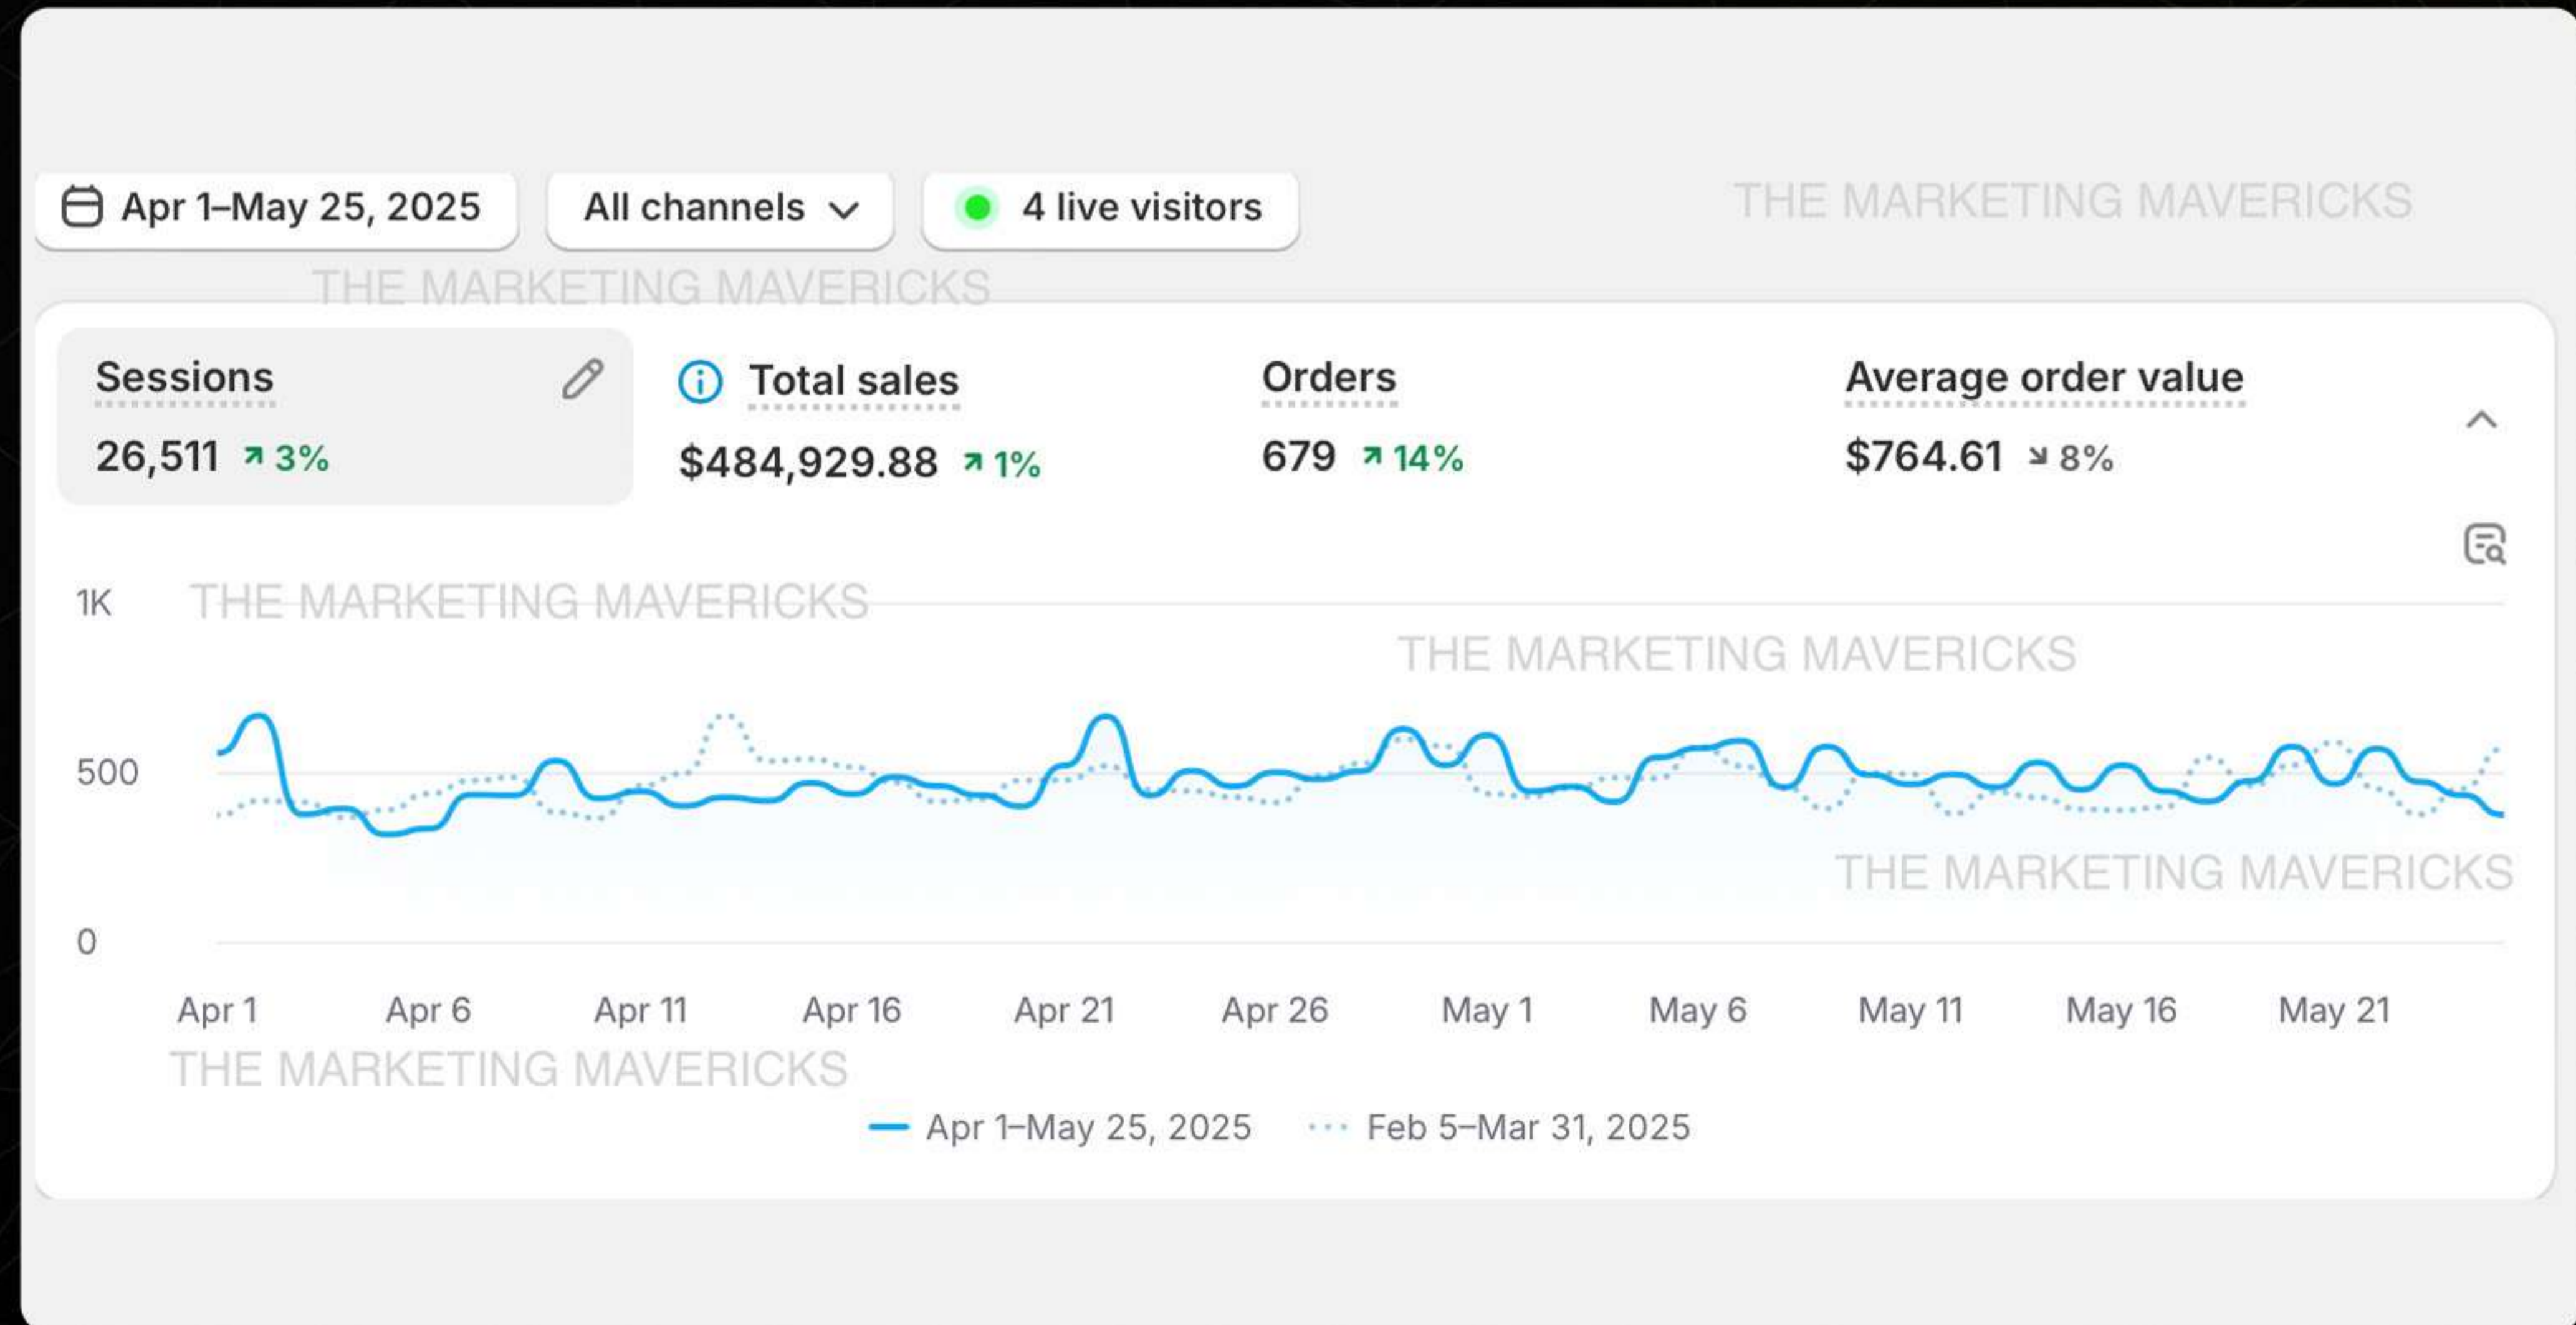 Apr 1–May 25, 2025 All channels 4 live visitors THE MARKETING MAVERICKS
THE MARKETING MAVERICKS
Sessions Total sales Orders Average order value
26,511 3% $484,929.88 1% 679 14% $764.61 8%
1K THE MARKETING MAVERICKS
THE MARKETING MAVERICKS
500
THE MARKETING MAVERICKS
0
Apr 1 Apr 6 Apr 11 Apr 16 Apr 21 Apr 26 May 1 May 6 May 11 May 16 May 21
THE MARKETING MAVERICKS
Apr 1–May 25, 2025 Feb 5–Mar 31, 2025